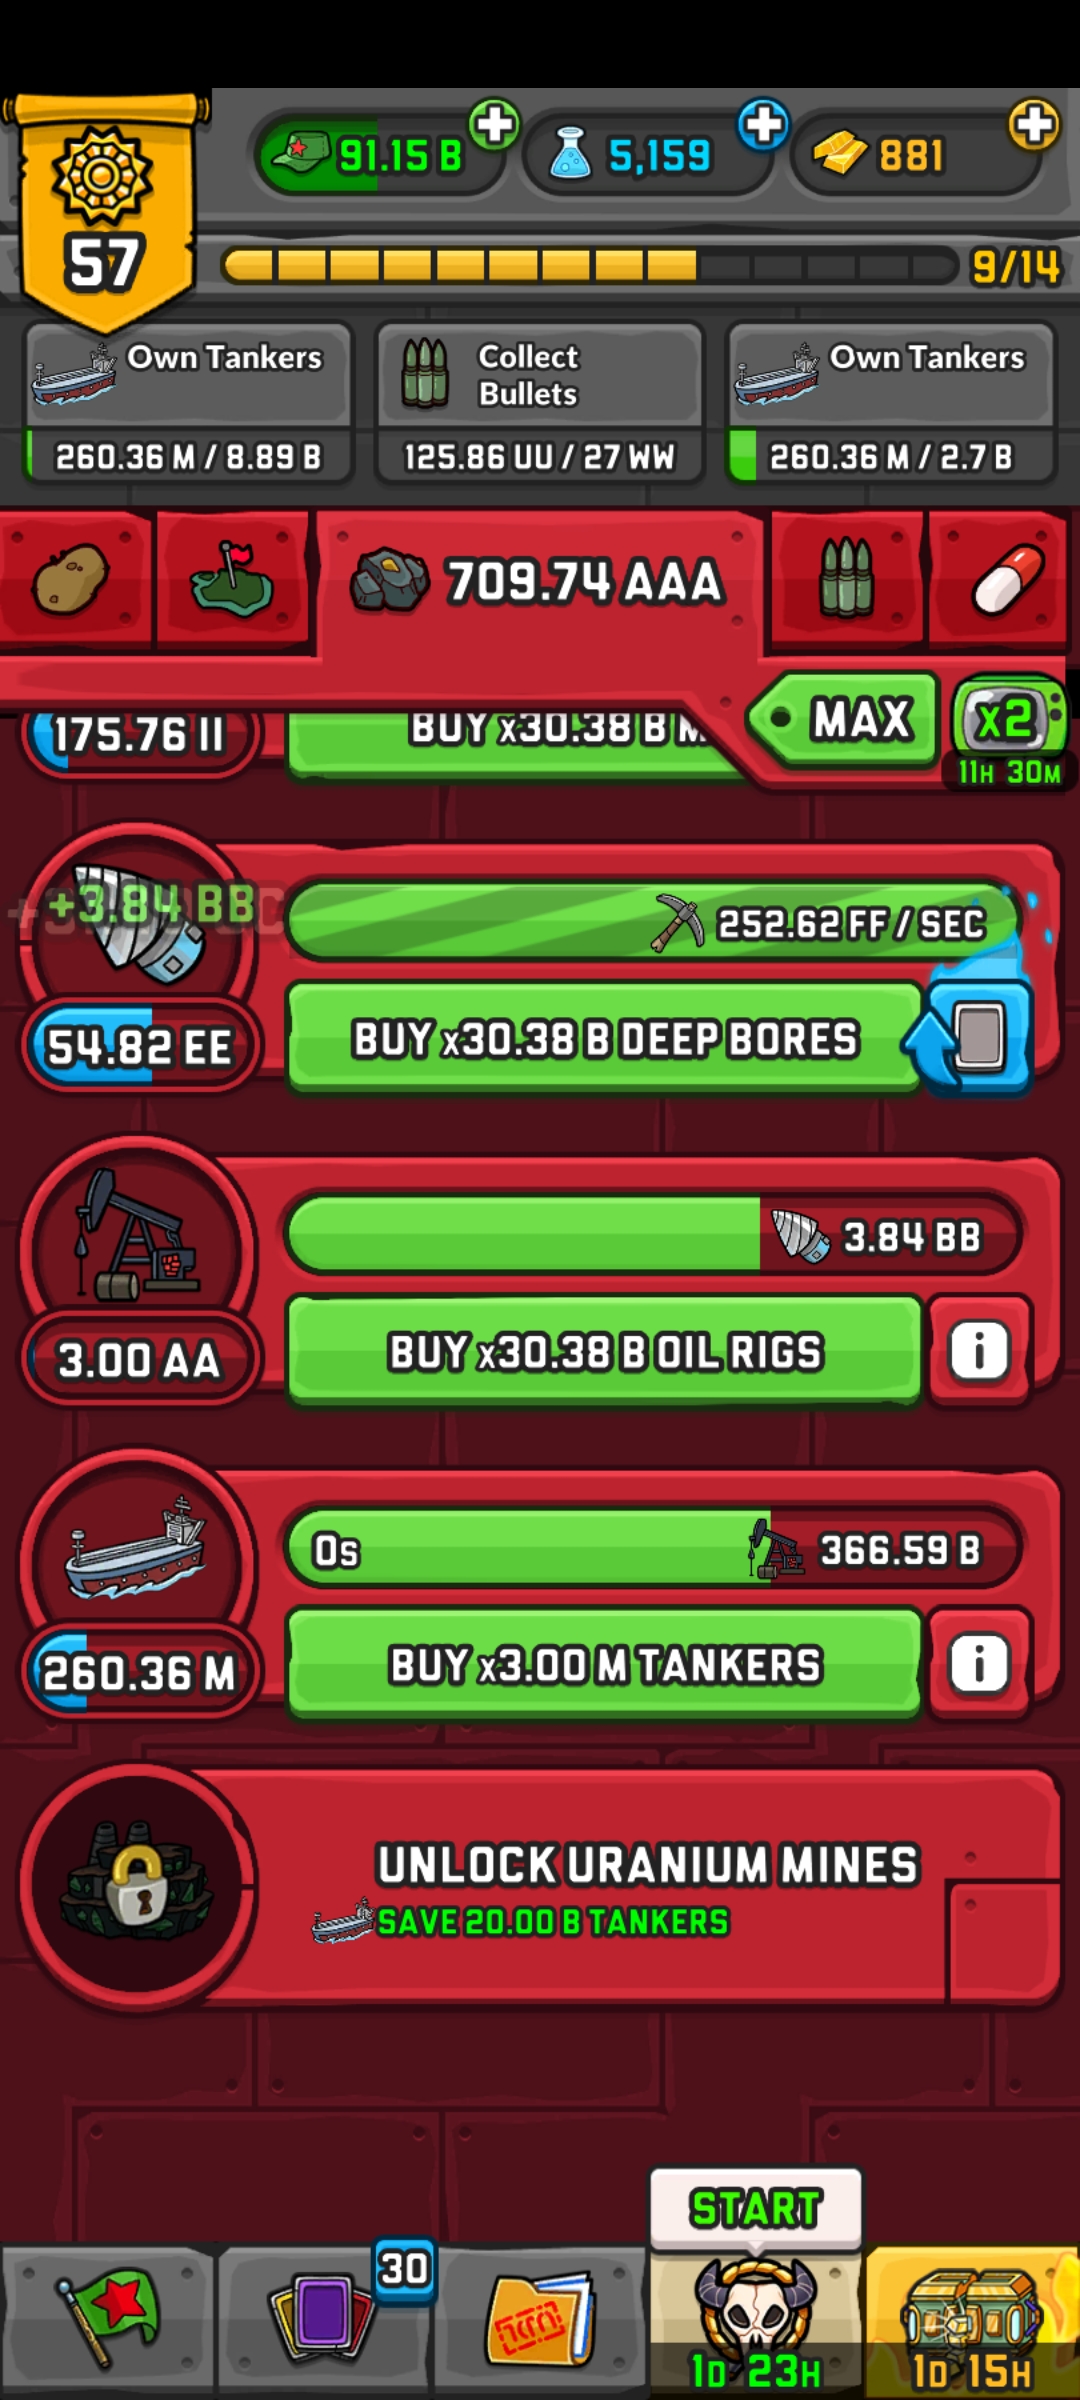 91.15 B
5,159
881
57
9/14
Own Tankers
260.36 M / 8.89 B
Collect
Bullets
125.86 UU / 27 WW
Own Tankers
260.36 M / 2.7 B
709.74 AAA
MAX
x2
11H 30M
175.76 II
BUY x30.38 B M
+3.84 BB
252.62 FF / SEC
54.82 EE
BUY x30.38 B DEEP BORES
3.84 BB
3.00 AA
BUY x30.38 B OIL RIGS
i
0s
366.59 B
260.36 M
BUY x3.00 M TANKERS
i
UNLOCK URANIUM MINES
SAVE 20.00 B TANKERS
START
30
1D 23H
1D 15H